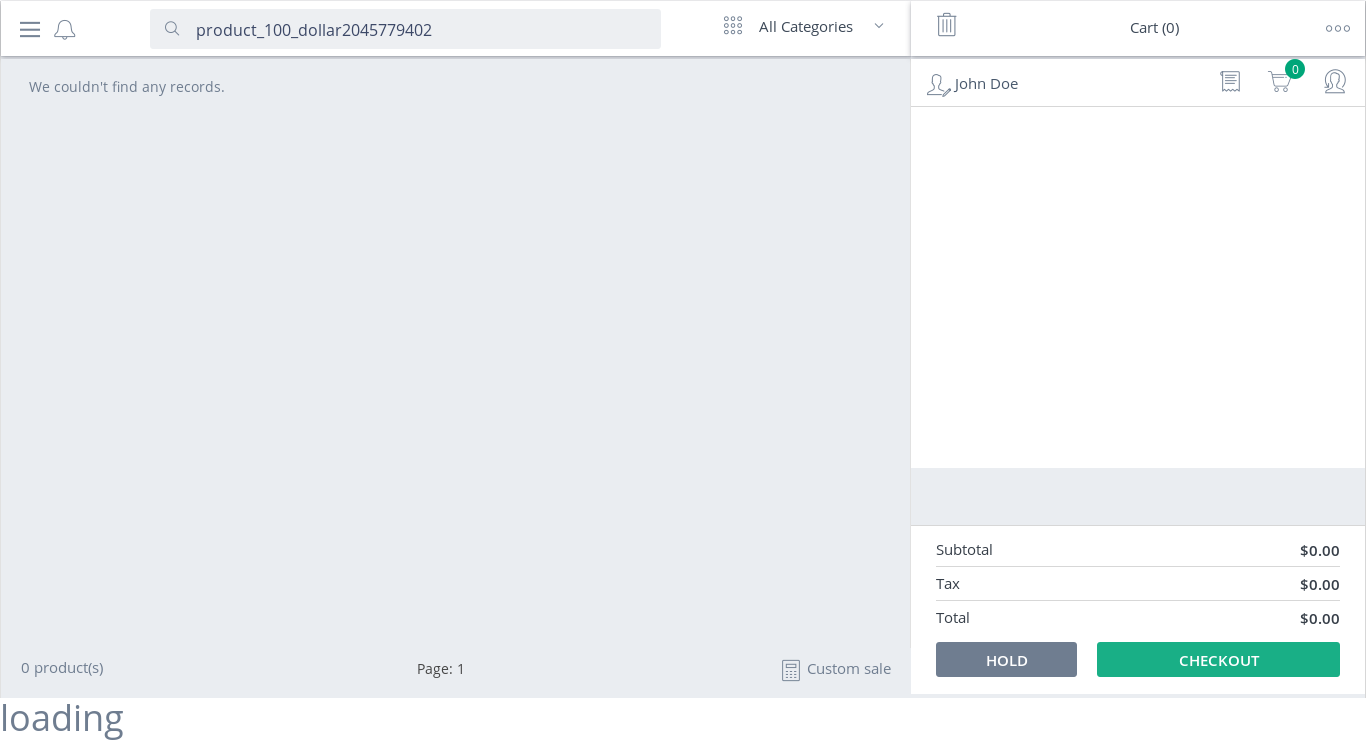 product_100_dollar2045779402
All Categories
Cart (0)
We couldn't find any records.
John Doe
0
Subtotal $0.00
Tax $0.00
Total $0.00
HOLD CHECKOUT
0 product(s) Page: 1 Custom sale
loading